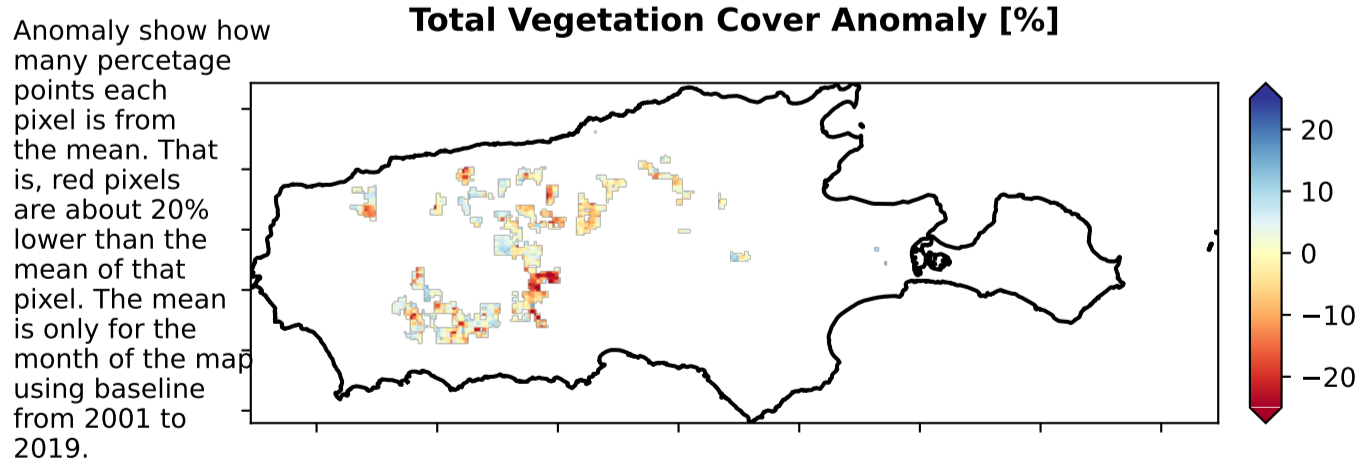 Total Vegetation Cover Anomaly [%]
Anomaly show how
many percetage
points each
pixel is from
the mean. That
is, red pixels
are about 20%
lower than the
mean of that
pixel. The mean
is only for the
month of the map
using baseline
from 2001 to
2019.
20
10
0
−10
−20